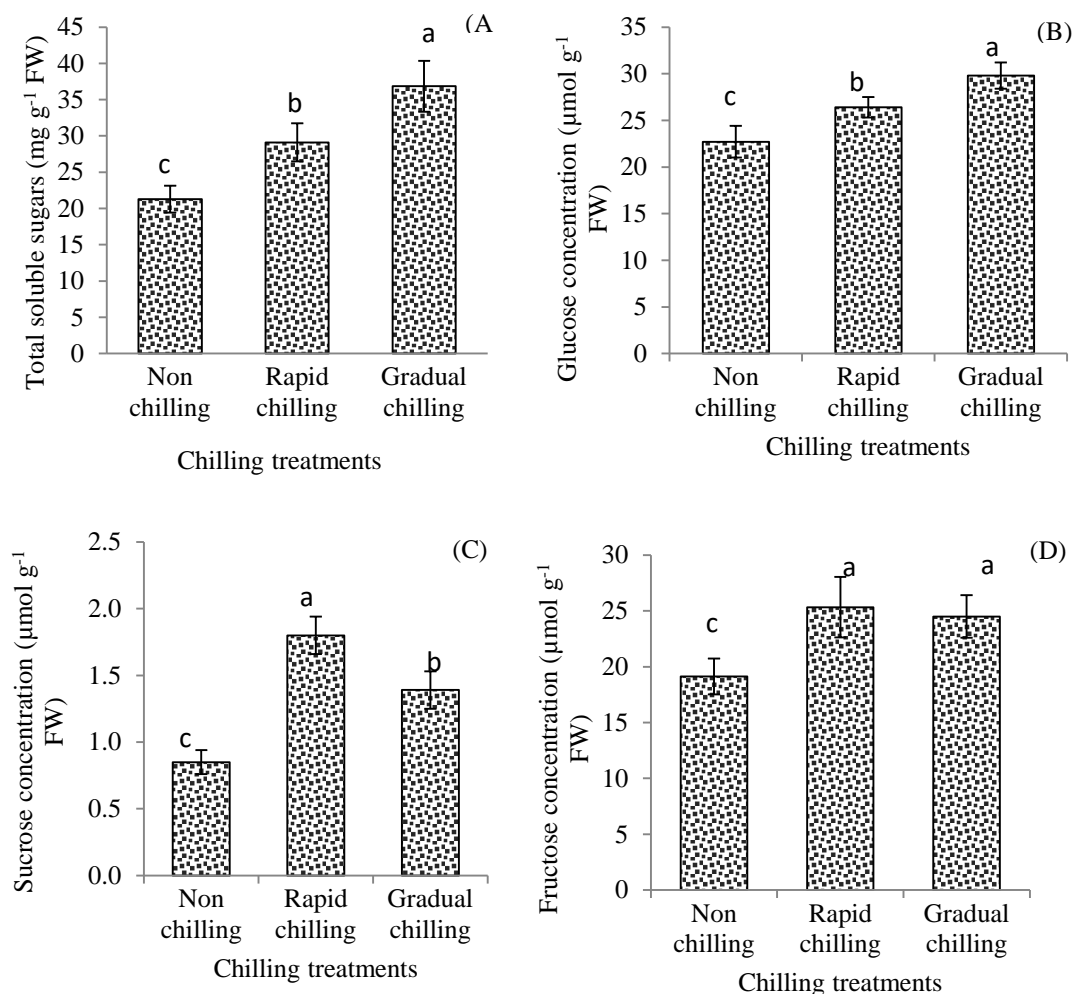 (A
Total soluble sugars (mg g⁻¹ FW)
45
40
35
30
25
20
15
10
5
0
c
b
a
Non chilling
Rapid chilling
Gradual chilling
Chilling treatments
(B)
Glucose concentration (µmol g⁻¹
FW)
35
30
25
20
15
10
5
0
c
b
a
Non chilling
Rapid chilling
Gradual chilling
Chilling treatments
(C)
Sucrose concentration (µmol g⁻¹
FW)
2.5
2.0
1.5
1.0
0.5
0.0
c
a
b
Non chilling
Rapid chilling
Gradual chilling
Chilling treatments
(D)
Fructose concentration (µmol g⁻¹
FW)
30
25
20
15
10
5
0
c
a
a
Non chilling
Rapid chilling
Gradual chilling
Chilling treatments